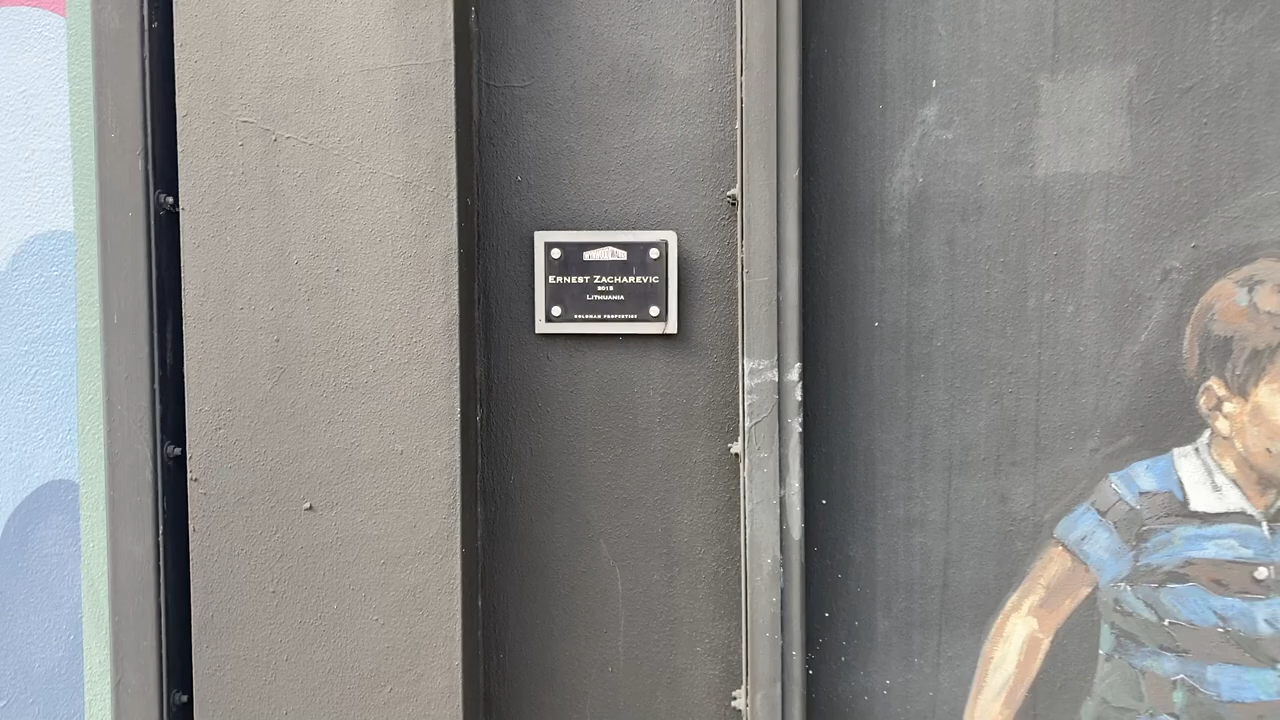 WYNWOOD WALLS
ERNEST ZACHAREVIC
2015
LITHUANIA
GOLDMAN PROPERTIES